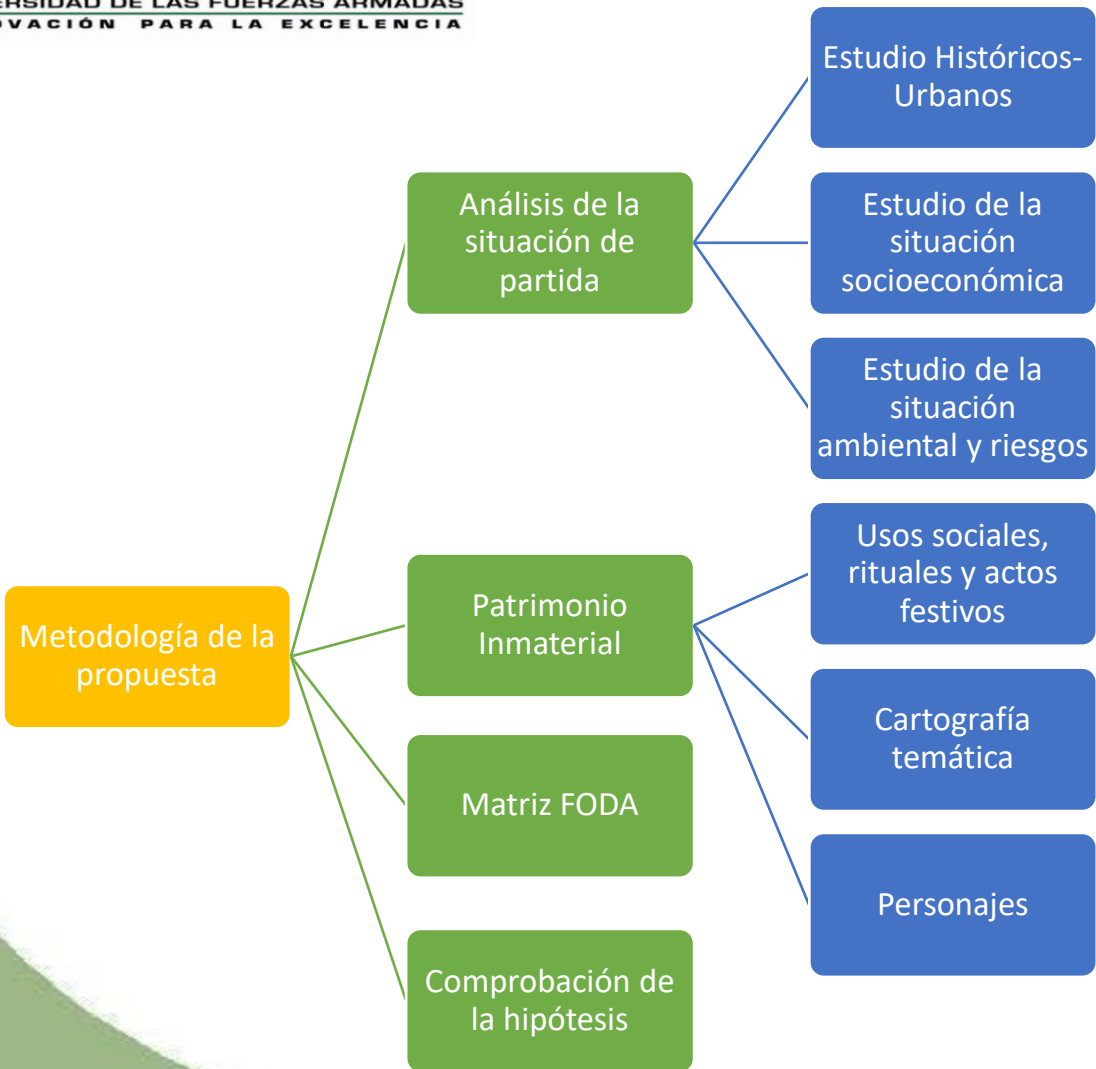 ERSIDAD DE LAS FUERZAS ARMADAS
OVACIÓN PARA LA EXCELENCIA
Metodología de la
propuesta
Análisis de la
situación de
partida
Estudio Históricos-
Urbanos
Estudio de la
situación
socioeconómica
Estudio de la
situación
ambiental y riesgos
Patrimonio
Inmaterial
Usos sociales,
rituales y actos
festivos
Cartografía
temática
Personajes
Matriz FODA
Comprobación de
la hipótesis